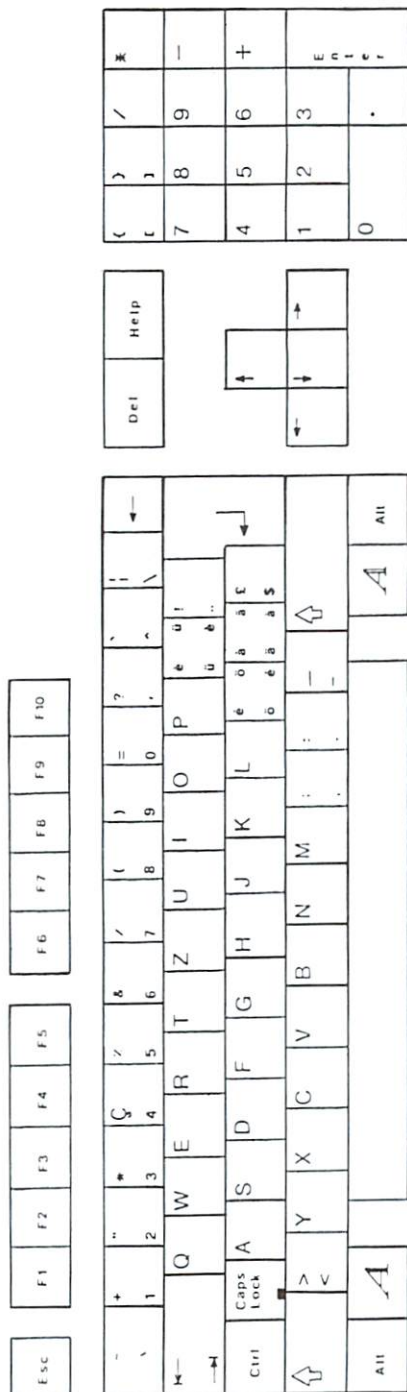 Esc F1 F2 F3 F4 F5 F6 F7 F8 F9 F10
~ + " * Ç % & / ( ) = ? ` ¦ ←
` 1 2 3 4 5 6 7 8 9 0 ' ^ \
Del Help { } / *
[ ]
Q W E R T Z U I O P è ü !
ü è ..
7 8 9 -
Ctrl Caps Lock A S D F G H J K L é ö à ä £
ö é ä à $
4 5 6 +
> Y X C V B N M ; : _
< , . -
1 2 3 Enter
Alt A A Alt 0 .